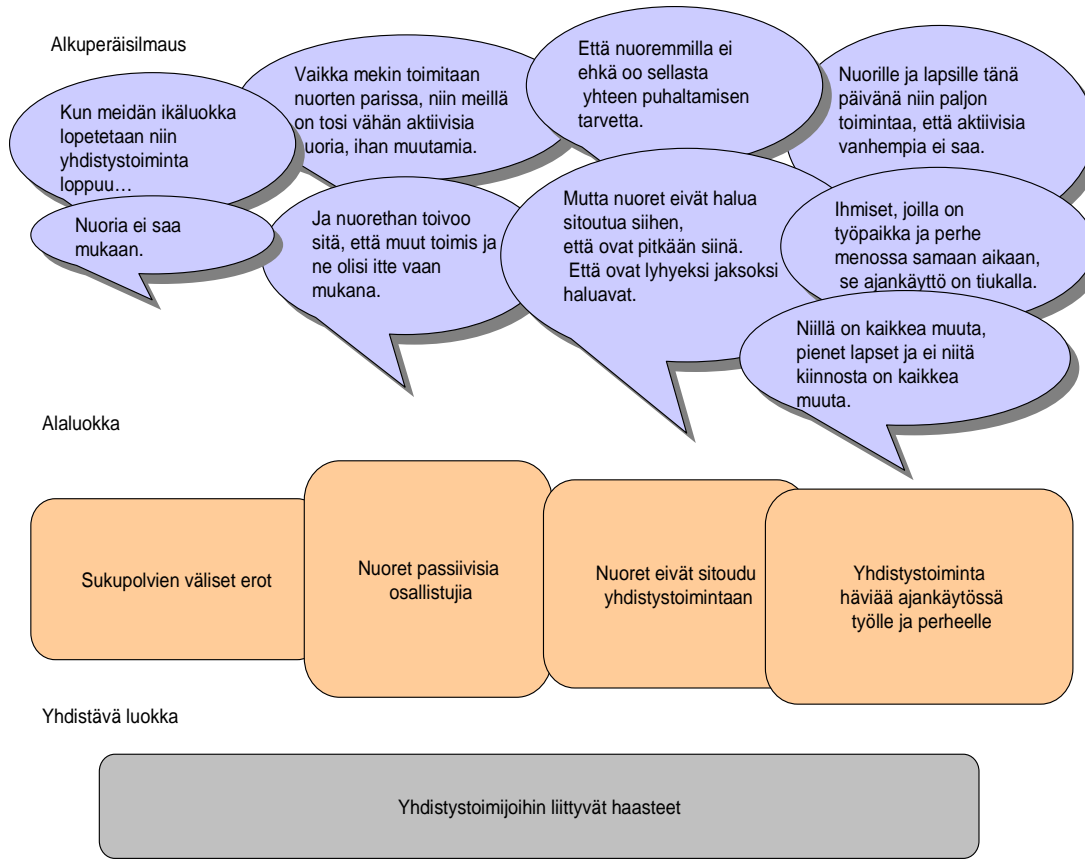 Alkuperäisilmaus
Kun meidän ikäluokka
lopetetaan niin
yhdistystoiminta
loppuu…
Vaikka mekin toimitaan
nuorten parissa, niin meillä
on tosi vähän aktiivisia
nuoria, ihan muutamia.
Että nuoremmilla ei
ehkä oo sellasta
yhteen puhaltamisen
tarvetta.
Nuorille ja lapsille tänä
päivänä niin paljon
toimintaa, että aktiivisia
vanhempia ei saa.
Nuoria ei saa
mukaan.
Ja nuorethan toivoo
sitä, että muut toimis ja
ne olisi itte vaan
mukana.
Mutta nuoret eivät halua
sitoutua siihen,
että ovat pitkään siinä.
Että ovat lyhyeksi jaksoksi
haluavat.
Ihmiset, joilla on
työpaikka ja perhe
menossa samaan aikaan,
se ajankäyttö on tiukalla.
Niillä on kaikkea muuta,
pienet lapset ja ei niitä
kiinnosta on kaikkea
muuta.
Alaluokka
Sukupolvien väliset erot
Nuoret passiivisia
osallistujia
Nuoret eivät sitoudu
yhdistystoimintaan
Yhdistystoiminta
häviää ajankäytössä
työlle ja perheelle
Yhdistävä luokka
Yhdistystoimijoihin liittyvät haasteet